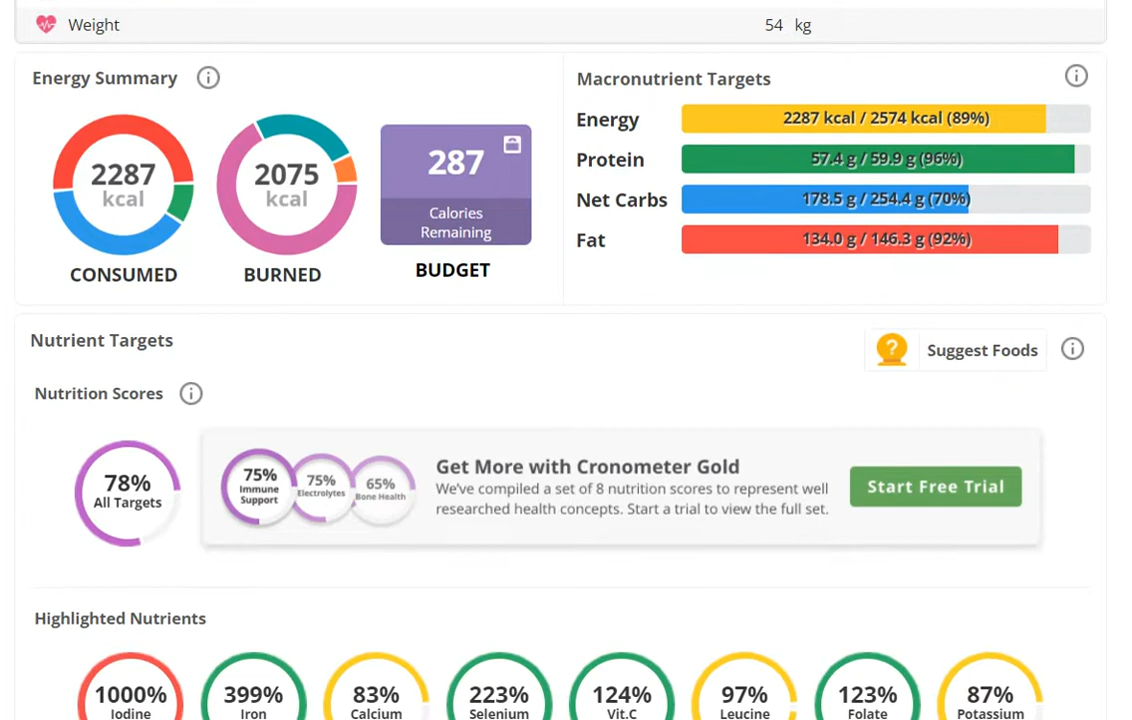 Weight 54 kg
Energy Summary i
Macronutrient Targets i
2287
kcal
CONSUMED
2075
kcal
BURNED
287
Calories
Remaining
BUDGET
Energy 2287 kcal / 2574 kcal (89%)
Protein 57.4 g / 59.9 g (96%)
Net Carbs 178.5 g / 254.4 g (70%)
Fat 134.0 g / 146.3 g (92%)
Nutrient Targets
? Suggest Foods i
Nutrition Scores i
78%
All Targets
75%
Immune
Support
75%
Electrolytes
65%
Bone Health
Get More with Cronometer Gold
We've compiled a set of 8 nutrition scores to represent well
researched health concepts. Start a trial to view the full set.
Start Free Trial
Highlighted Nutrients
1000%
Iodine
399%
Iron
83%
Calcium
223%
Selenium
124%
Vit.C
97%
Leucine
123%
Folate
87%
Potassium